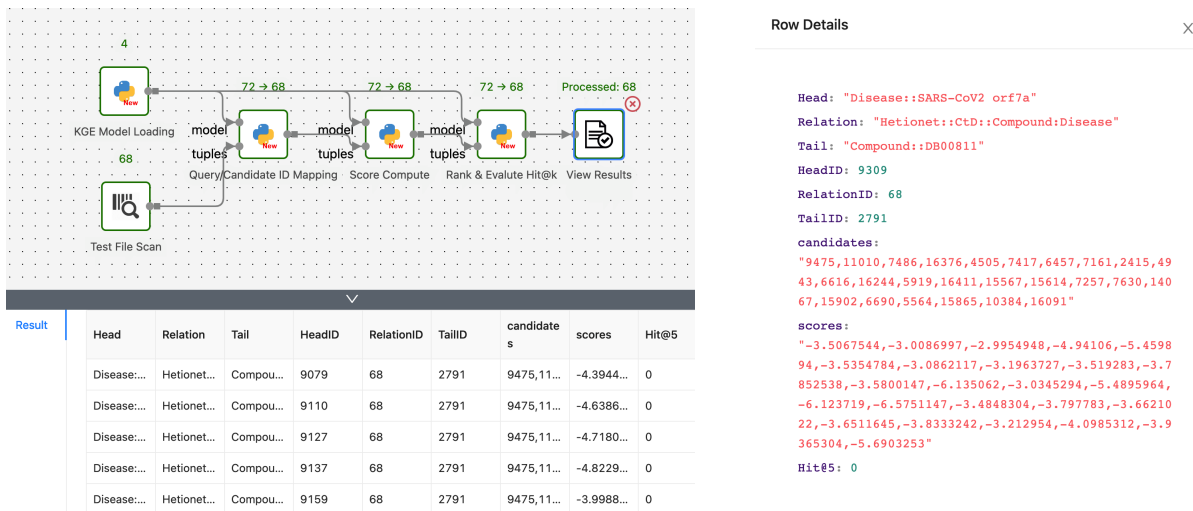 4
New
KGE Model Loading
68
Test File Scan
72 → 68
model
tuples
New
Query/Candidate ID Mapping
72 → 68
model
tuples
New
Score Compute
72 → 68
model
tuples
New
Rank & Evalute Hit@k
Processed: 68
View Results
Result
Head Relation Tail HeadID RelationID TailID candidate
s scores Hit@5
Disease:... Hetionet... Compou... 9079 68 2791 9475,11... -4.3944... 0
Disease:... Hetionet... Compou... 9110 68 2791 9475,11... -4.6386... 0
Disease:... Hetionet... Compou... 9127 68 2791 9475,11... -4.7180... 0
Disease:... Hetionet... Compou... 9137 68 2791 9475,11... -4.8229... 0
Disease:... Hetionet... Compou... 9159 68 2791 9475,11... -3.9988... 0
Row Details
X
Head: "Disease::SARS-CoV2 orf7a"
Relation: "Hetionet::CtD::Compound:Disease"
Tail: "Compound::DB00811"
HeadID: 9309
RelationID: 68
TailID: 2791
candidates:
"9475,11010,7486,16376,4505,7417,6457,7161,2415,49
43,6616,16244,5919,16411,15567,15614,7257,7630,140
67,15902,6690,5564,15865,10384,16091"
scores:
"-3.5067544,-3.0086997,-2.9954948,-4.94106,-5.4598
94,-3.5354784,-3.0862117,-3.1963727,-3.519283,-3.7
852538,-3.5800147,-6.135062,-3.0345294,-5.4895964,
-6.123719,-6.5751147,-3.4848304,-3.797783,-3.66210
22,-3.6511645,-3.8333242,-3.212954,-4.0985312,-3.9
365304,-5.6903253"
Hit@5: 0